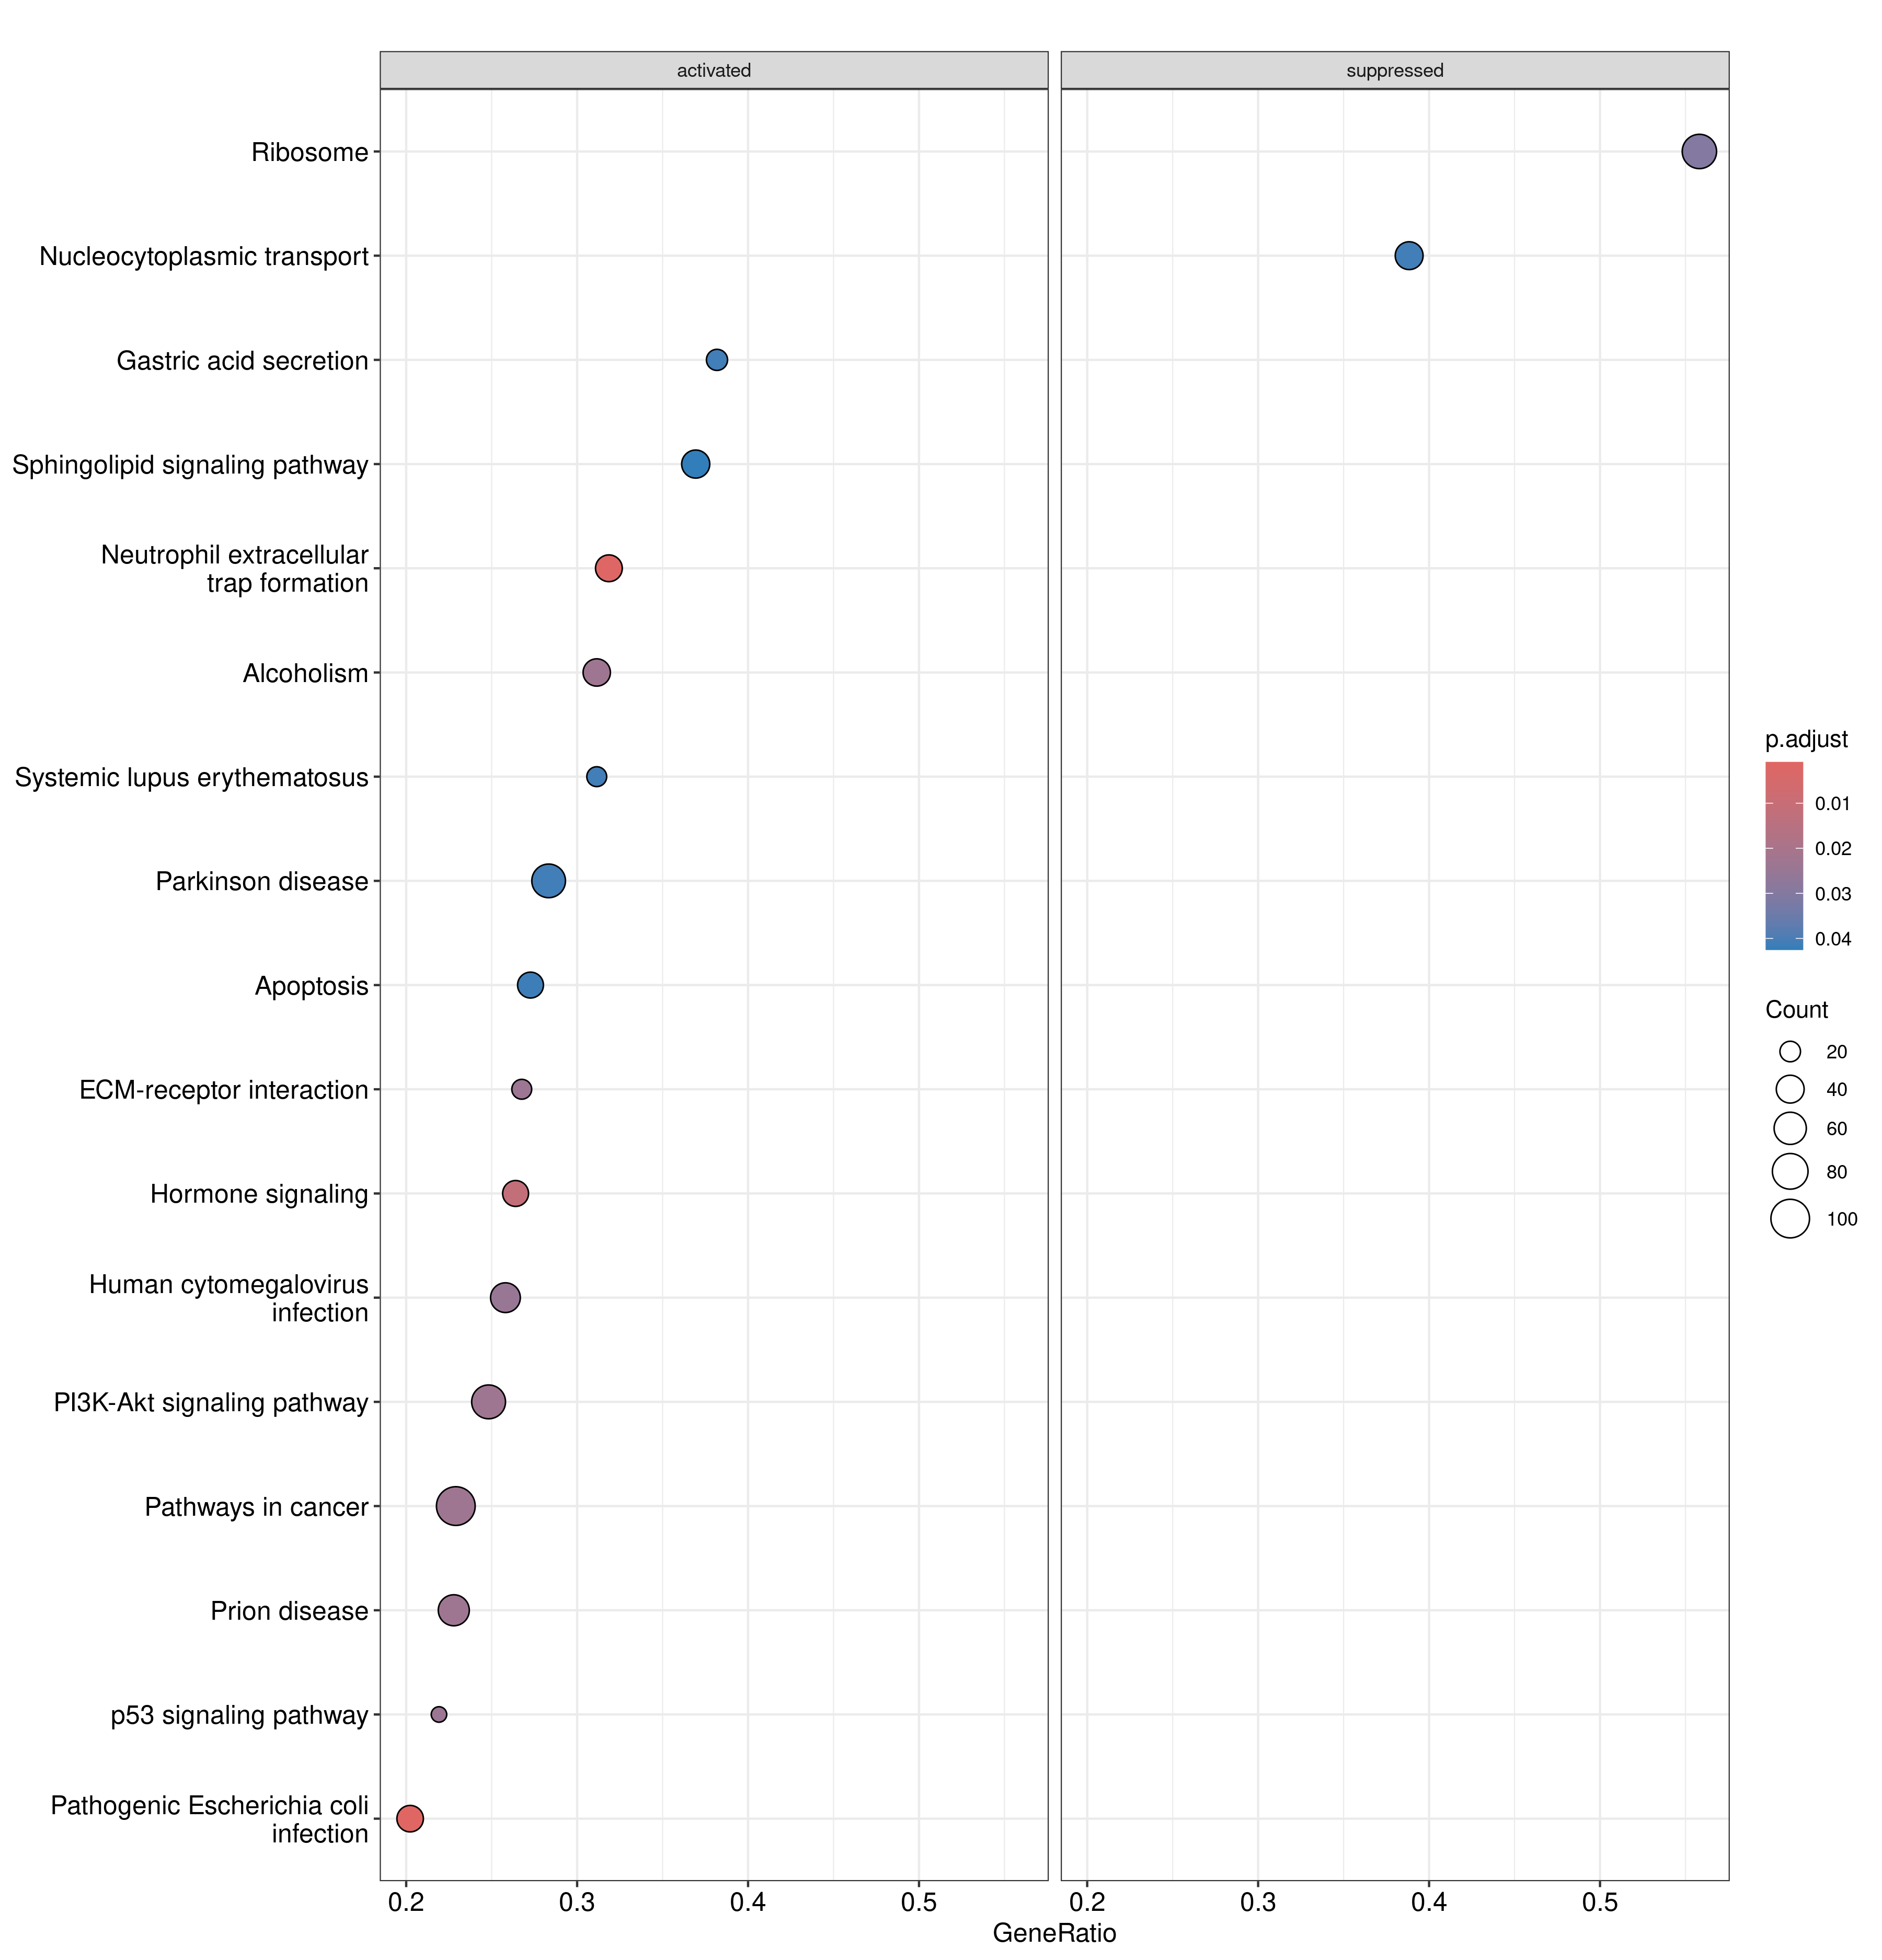 activated
suppressed
Ribosome
Nucleocytoplasmic transport
Gastric acid secretion
Sphingolipid signaling pathway
Neutrophil extracellular
trap formation
Alcoholism
Systemic lupus erythematosus
Parkinson disease
Apoptosis
ECM-receptor interaction
Hormone signaling
Human cytomegalovirus
infection
PI3K-Akt signaling pathway
Pathways in cancer
Prion disease
p53 signaling pathway
Pathogenic Escherichia coli
infection
0.2 0.3 0.4 0.5
0.2 0.3 0.4 0.5
GeneRatio
p.adjust
0.01
0.02
0.03
0.04
Count
20
40
60
80
100